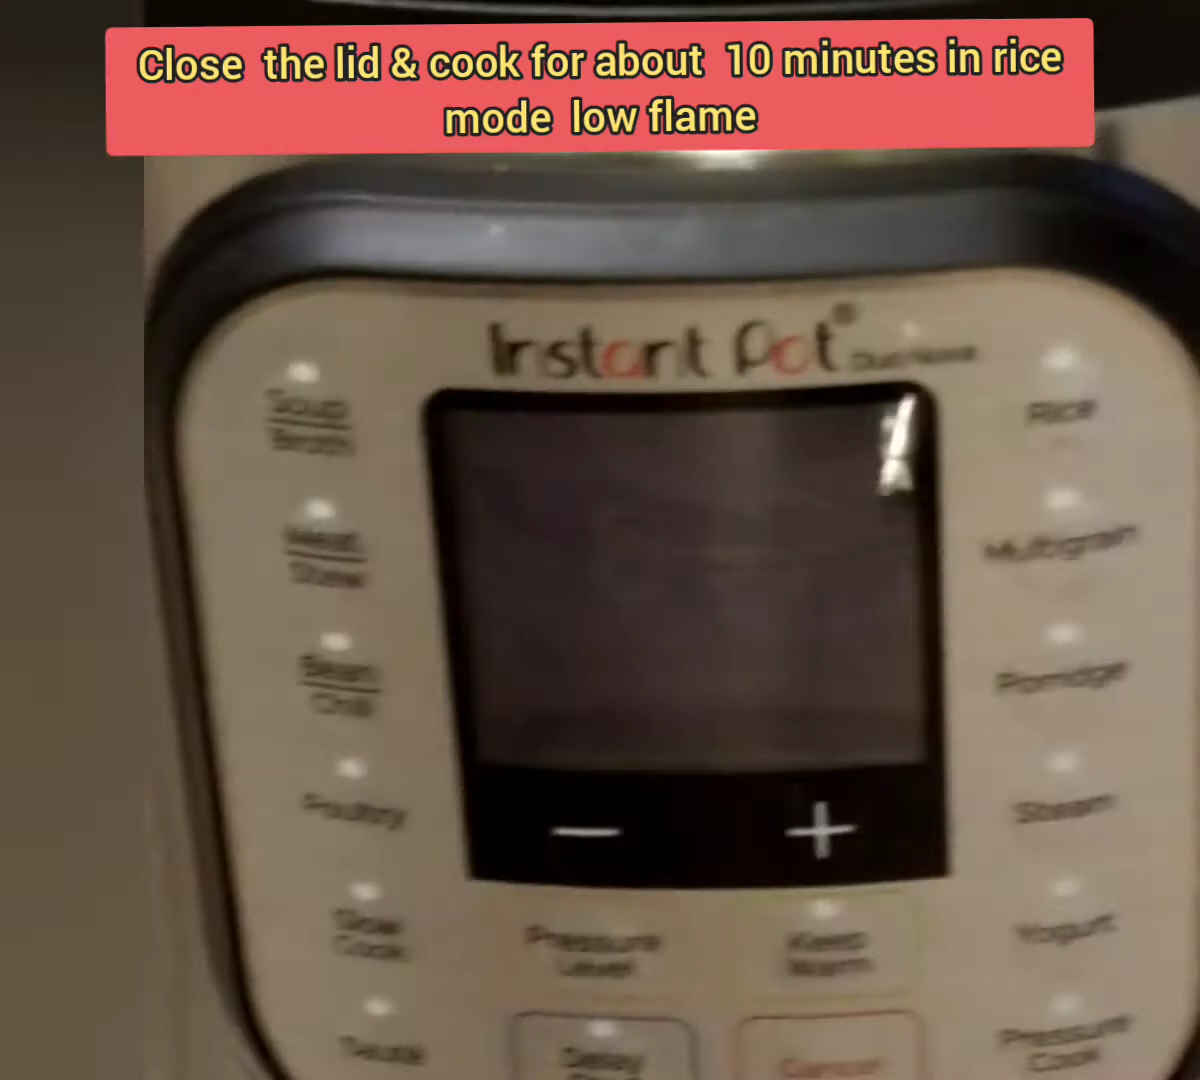 Close the lid & cook for about 10 minutes in rice
mode low flame
Instant Pot®
Soup
Broth
Rice
Meat
Stew
Multigrain
Bean
Chili
Porridge
Poultry
Steam
Slow
Cook
Pressure
Level
Keep
Warm
Yogurt
Saute
Delay
Cancel
Pressure
Cook